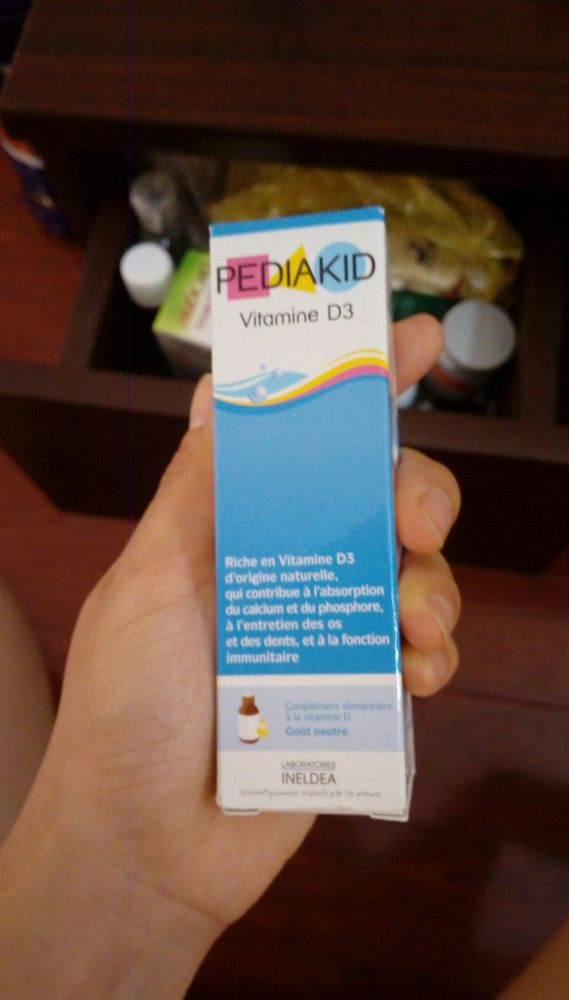 PEDIAKID
Vitamine D3
Riche en Vitamine D3
d'origine naturelle,
qui contribue à l'absorption
du calcium et du phosphore,
à l'entretien des os
et des dents, et à la fonction
immunitaire
Complément alimentaire
à la vitamine D
Goût neutre
LABORATOIRES
INELDEA